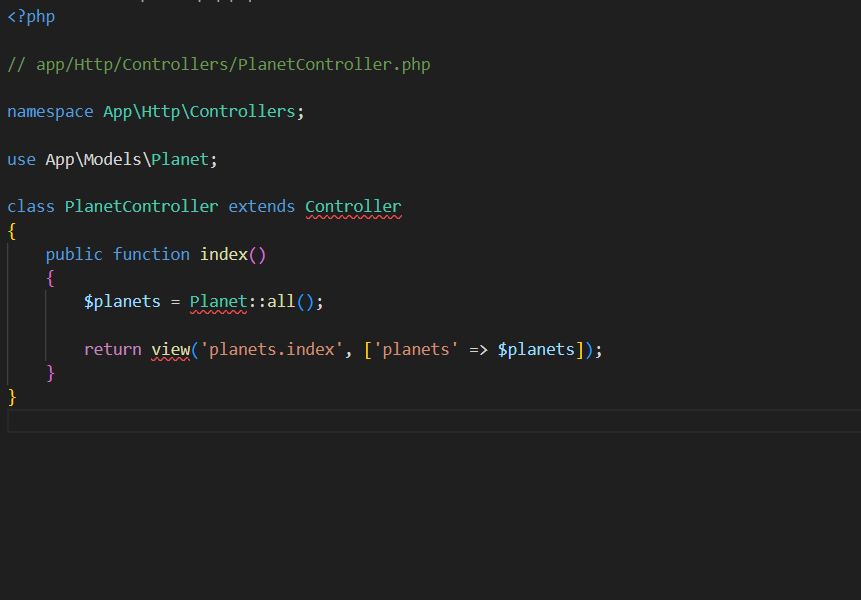 <?php
// app/Http/Controllers/PlanetController.php
namespace App\Http\Controllers;
use App\Models\Planet;
class PlanetController extends Controller
{
    public function index()
    {
        $planets = Planet::all();
        return view('planets.index', ['planets' => $planets]);
    }
}